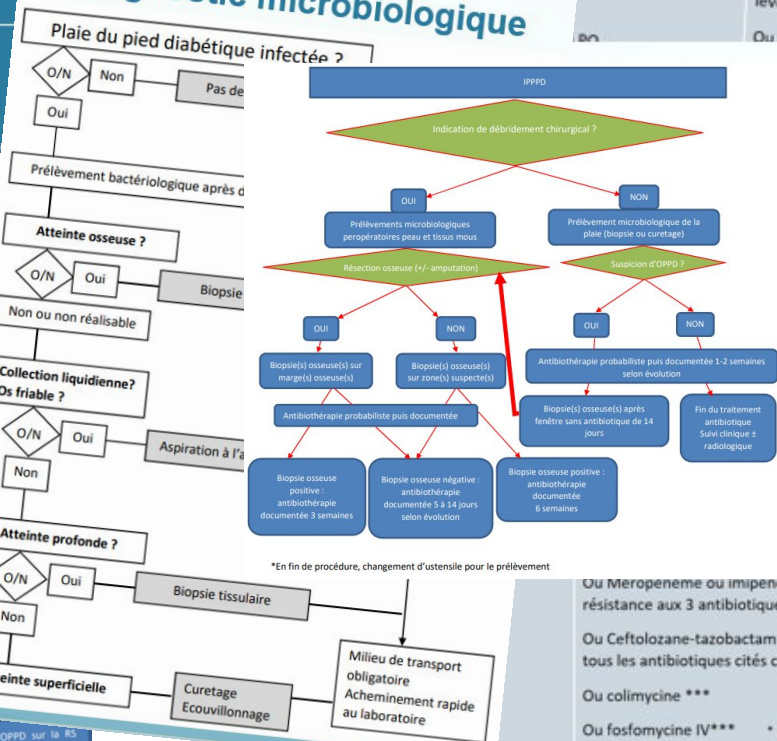 microbiologique
Plaie du pied diabétique infectée ?
O/N
Non
Pas de
Oui
Prélèvement bactériologique après
Atteinte osseuse ?
O/N
Oui
Biopsie
Non ou non réalisable
Collection liquidienne?
Os friable ?
O/N
Oui
Aspiration à
Non
Atteinte profonde ?
O/N
Oui
Biopsie tissulaire
Non
superficielle
Curetage
Ecouvillonnage
Milieu de transport
obligatoire
Acheminement rapide
au laboratoire
OPPD sur la RS
IPPPD
Indication de débridement chirurgical ?
OUI
NON
Prélèvements microbiologiques
peropératoires peau et tissus mous
Prélèvement microbiologique de la
plaie (biopsie ou curetage)
Résection osseuse (+/- amputation)
Suspicion d'OPPD ?
OUI
NON
OUI
NON
Biopsie(s) osseuse(s) sur
marge(s) osseuse(s)
Biopsie(s) osseuse(s)
sur zone(s) suspecte(s)
Antibiothérapie probabiliste puis documentée 1-2 semaines
selon évolution
Antibiothérapie probabiliste puis documentée
Biopsie(s) osseuse(s) après
fenêtre sans antibiotique de 14
jours
Fin du traitement
antibiotique
Suivi clinique ±
radiologique
Biopsie osseuse
positive :
antibiothérapie
documentée 3 semaines
Biopsie osseuse négative :
antibiothérapie
documentée 5 à 14 jours
selon évolution
Biopsie osseuse positive :
antibiothérapie
documentée
6 semaines
*En fin de procédure, changement d'ustensile pour le prélèvement
PO
Ou
Ou Méropénème ou
résistance aux 3
Ou Ceftolozane-tazobactam
tous les antibiotiques cités
Ou colimycine ***
Ou fosfomycine IV***